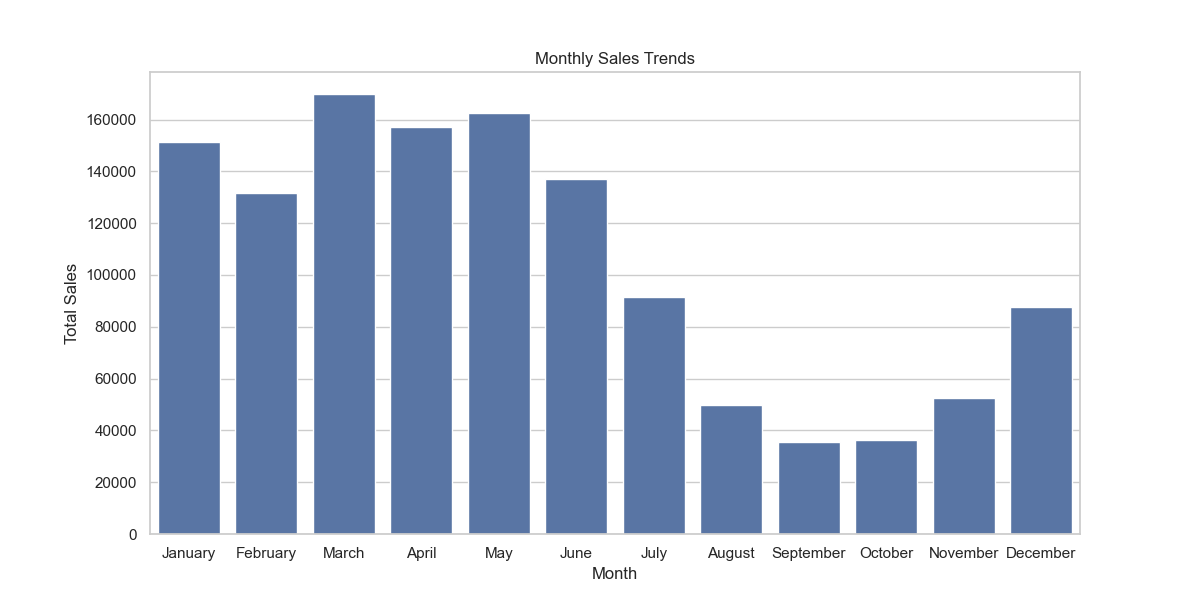 Monthly Sales Trends
160000
140000
120000
100000
80000
60000
40000
20000
0
Total Sales
January February March April May June July August September October November December
Month